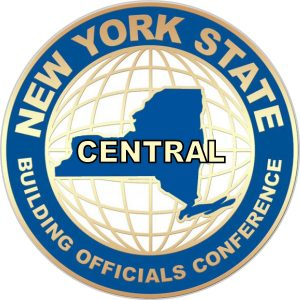 NEW YORK STATE
CENTRAL
BUILDING OFFICIALS CONFERENCE